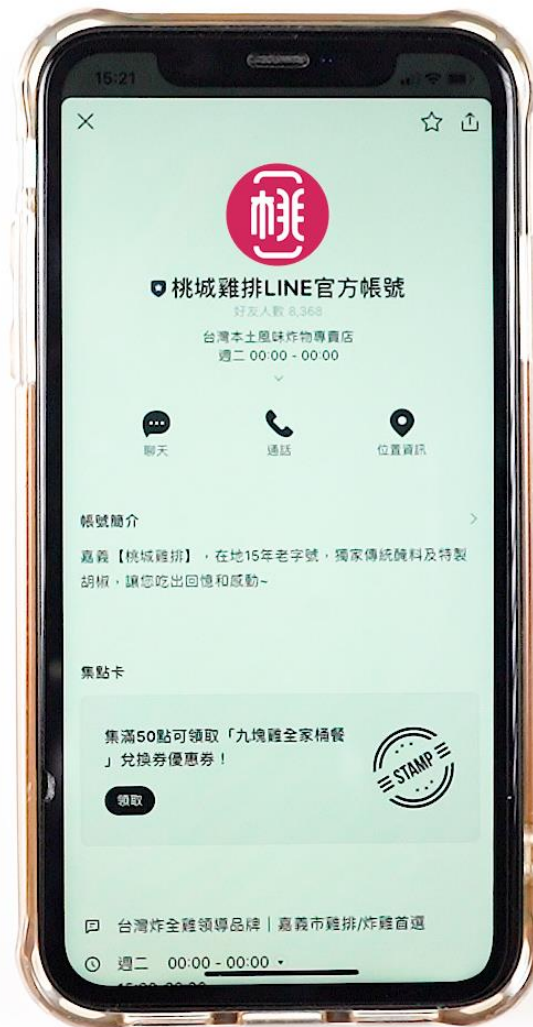 15:21
桃
桃城雞排LINE官方帳號
好友人數 8,368
台灣本土風味炸物專賣店
週二 00:00 - 00:00
聊天
通話
位置資訊
帳號簡介
嘉義【桃城雞排】，在地15年老字號，獨家傳統醃料及特製
胡椒，讓您吃出回憶和感動~
集點卡
集滿50點可領取「九塊雞全家桶餐
」兌換券優惠券！
領取
STAMP
台灣炸全雞領導品牌｜嘉義市雞排/炸雞首選
週二 00:00 - 00:00